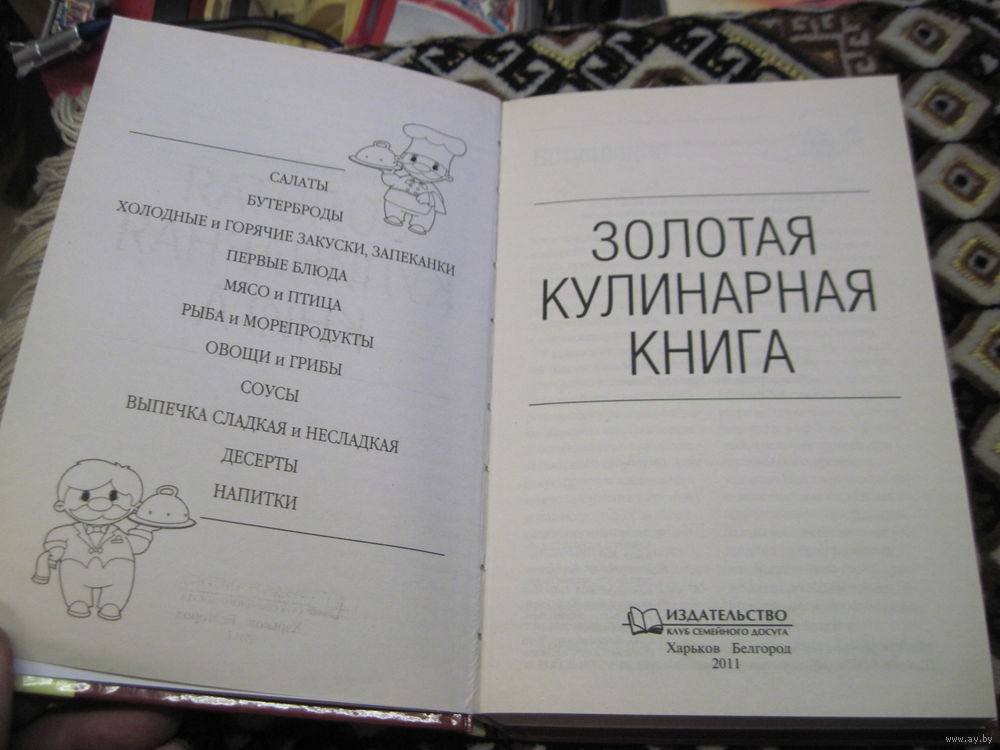 САЛАТЫ
БУТЕРБРОДЫ
ХОЛОДНЫЕ и ГОРЯЧИЕ ЗАКУСКИ, ЗАПЕКАНКИ
ПЕРВЫЕ БЛЮДА
МЯСО и ПТИЦА
РЫБА и МОРЕПРОДУКТЫ
ОВОЩИ и ГРИБЫ
СОУСЫ
ВЫПЕЧКА СЛАДКАЯ и НЕСЛАДКАЯ
ДЕСЕРТЫ
НАПИТКИ
ЗОЛОТАЯ
КУЛИНАРНАЯ
КНИГА
ИЗДАТЕЛЬСТВО
КЛУБ СЕМЕЙНОГО ДОСУГА
Харьков Белгород
2011
www.ay.by